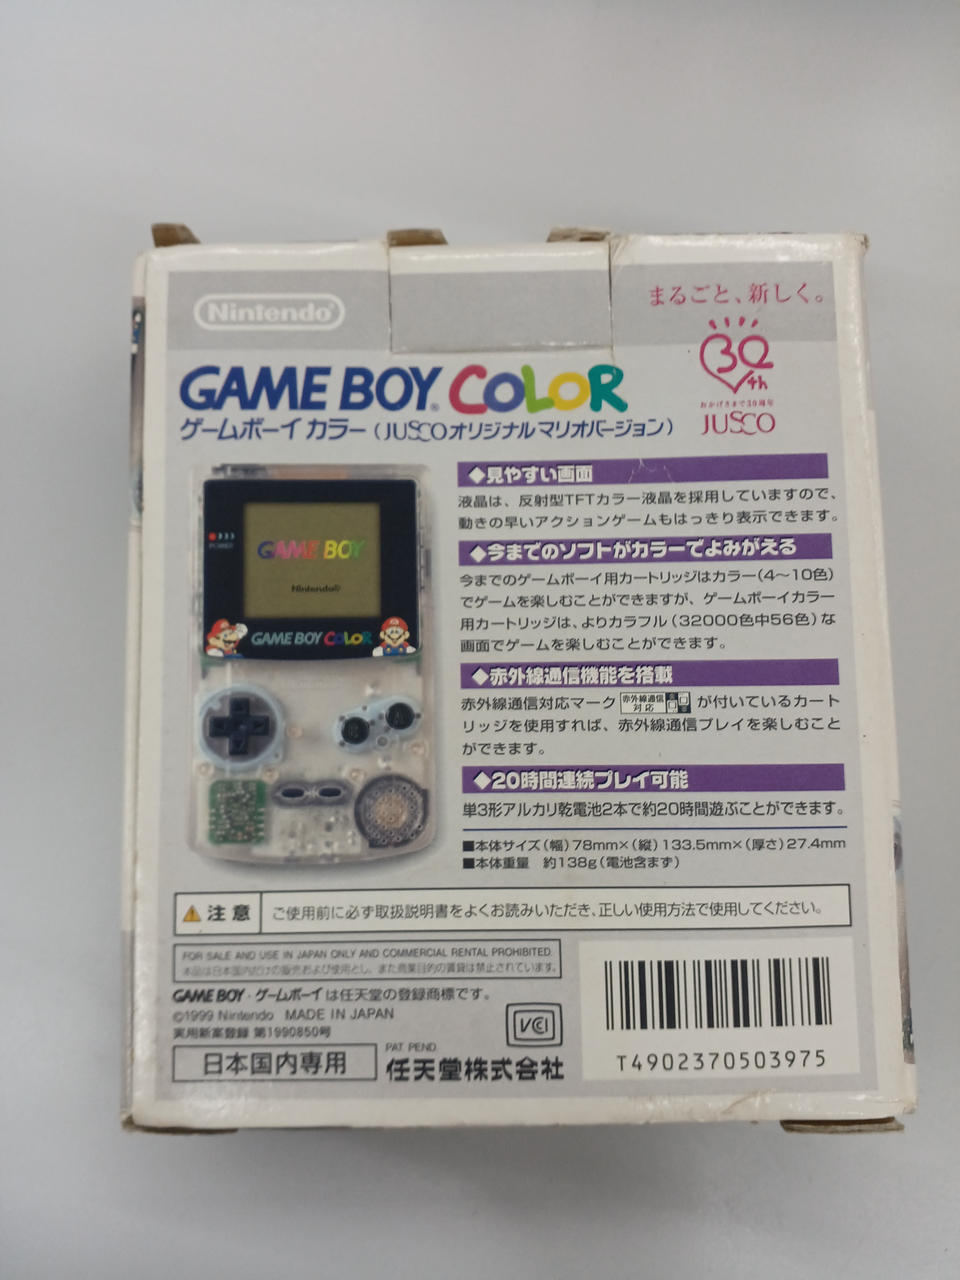 Nintendo®
まるごと、新しく。
30th
おかげさまで30周年
JUSCO
GAME BOY® COLOR
ゲームボーイ カラー(JUSCOオリジナルマリオバージョン)
POWER
GAME BOY
Nintendo®
GAME BOY COLOR
B A
◆見やすい画面
液晶は、反射型TFTカラー液晶を採用していますので、
動きの早いアクションゲームもはっきり表示できます。
◆今までのソフトがカラーでよみがえる
今までのゲームボーイ用カートリッジはカラー(4〜10色)
でゲームを楽しむことができますが、ゲームボーイカラー
用カートリッジは、よりカラフル(32000色中56色)な
画面でゲームを楽しむことができます。
◆赤外線通信機能を搭載
赤外線通信対応マーク 赤外線通信対応 が付いているカート
リッジを使用すれば、赤外線通信プレイを楽しむこと
ができます。
◆20時間連続プレイ可能
単3形アルカリ乾電池2本で約20時間遊ぶことができます。
■本体サイズ(幅)78mm×(縦)133.5mm×(厚さ)27.4mm
■本体重量 約138g(電池含まず)
注意 ご使用前に必ず取扱説明書をよくお読みいただき、正しい使用方法で使用してください。
FOR SALE AND USE IN JAPAN ONLY AND COMMERCIAL RENTAL PROHIBITED.
本品は日本国内だけの販売および使用とし、また商業目的の賃貸は禁止されています。
GAME BOY・ゲームボーイは任天堂の登録商標です。
©1999 Nintendo MADE IN JAPAN
実用新案登録 第1990850号
VCCI
PAT. PEND.
日本国内専用
任天堂株式会社
T4902370503975